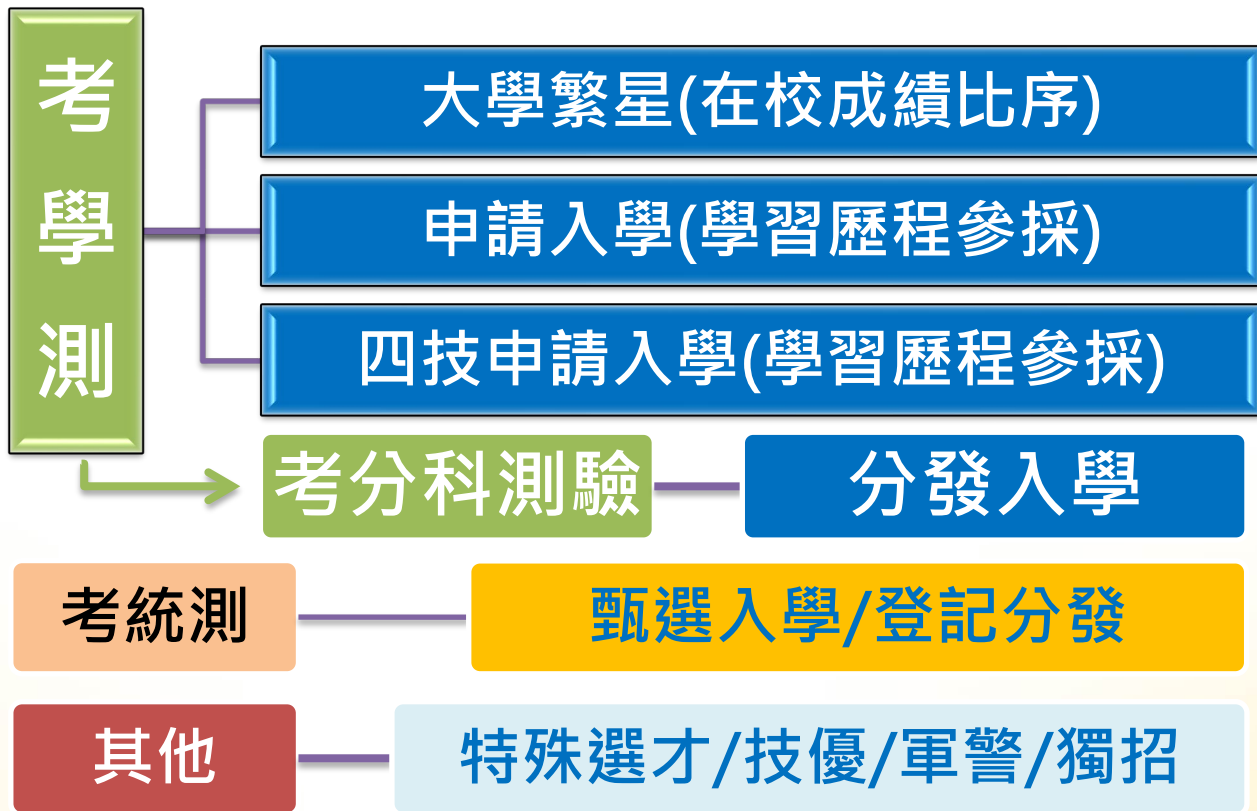 考學測
大學繁星(在校成績比序)
申請入學(學習歷程參採)
四技申請入學(學習歷程參採)
考分科測驗
分發入學
考統測
甄選入學/登記分發
其他
特殊選才/技優/軍警/獨招